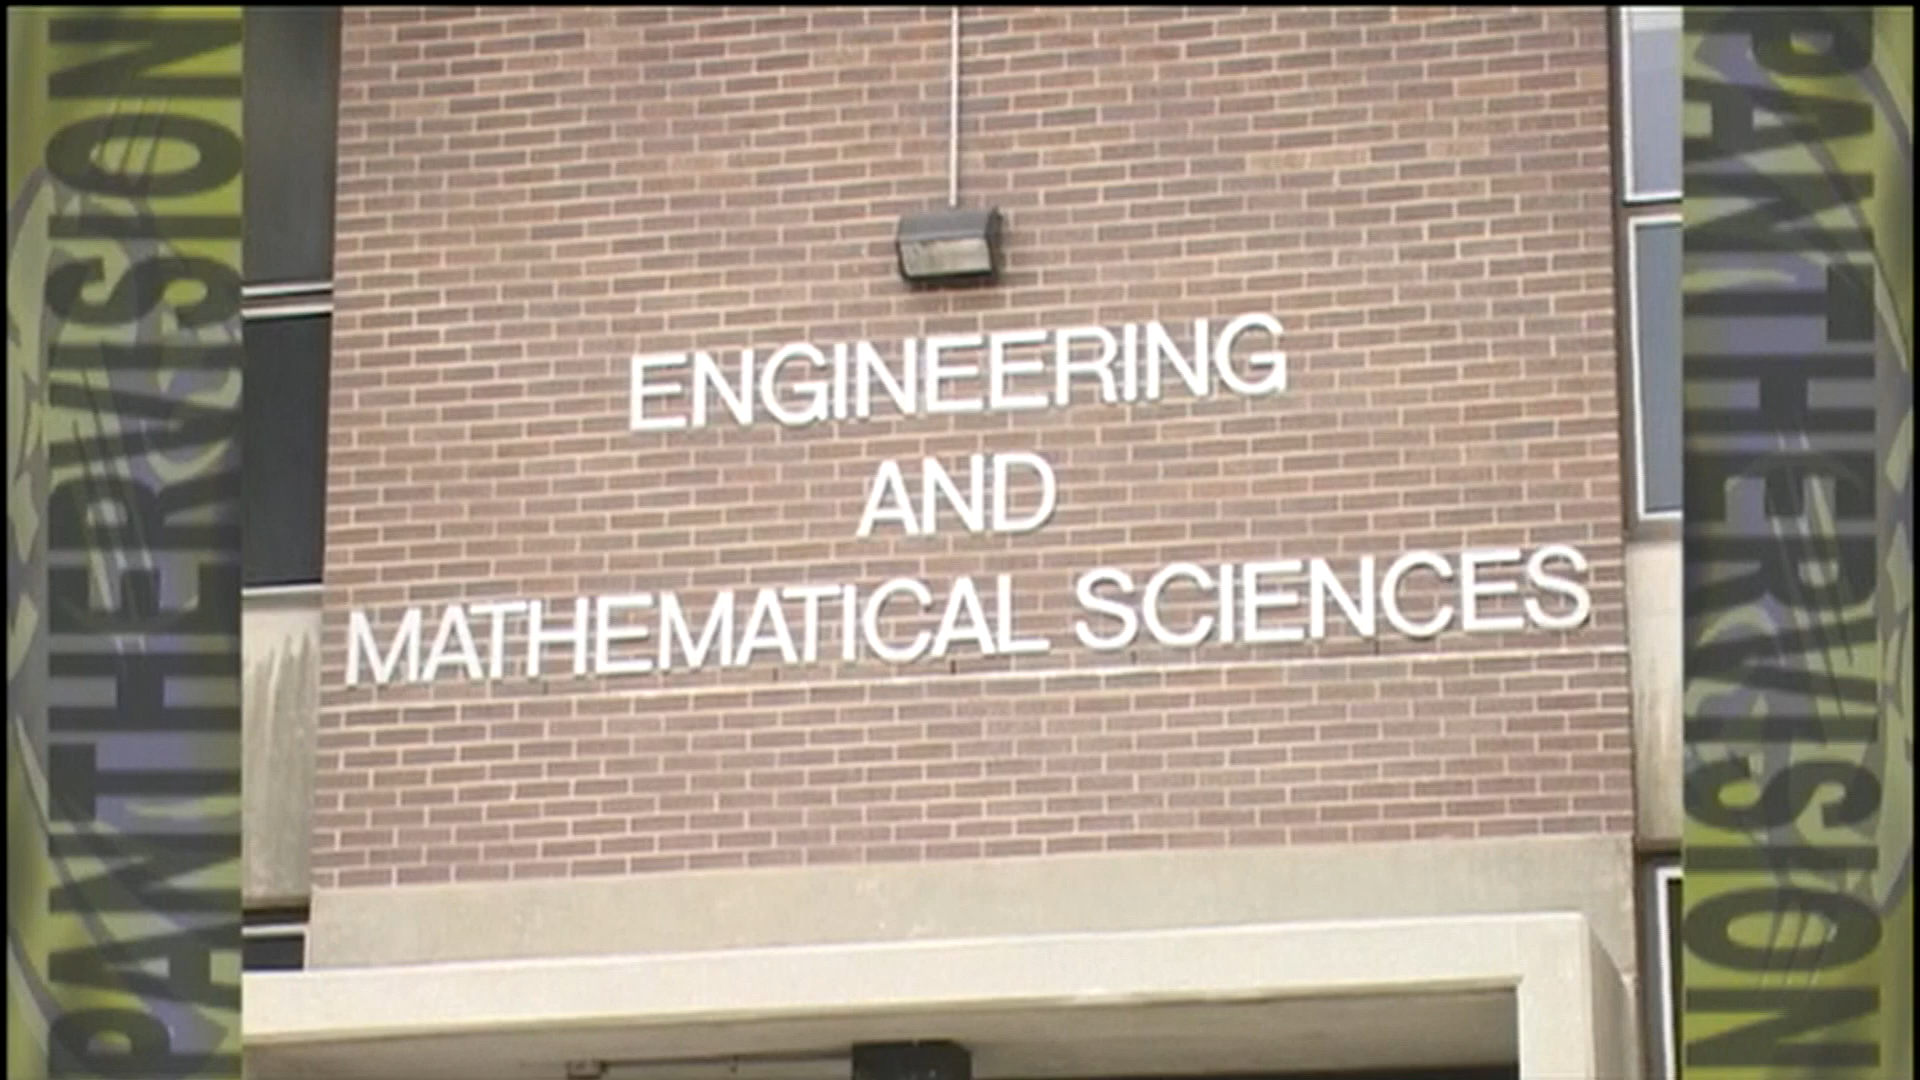 PANTHERVISION
ENGINEERING
AND
MATHEMATICAL SCIENCES
PANTHERVISION